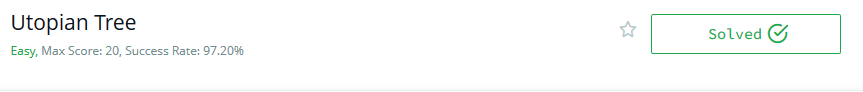 Utopian Tree
Solved
Easy, Max Score: 20, Success Rate: 97.20%